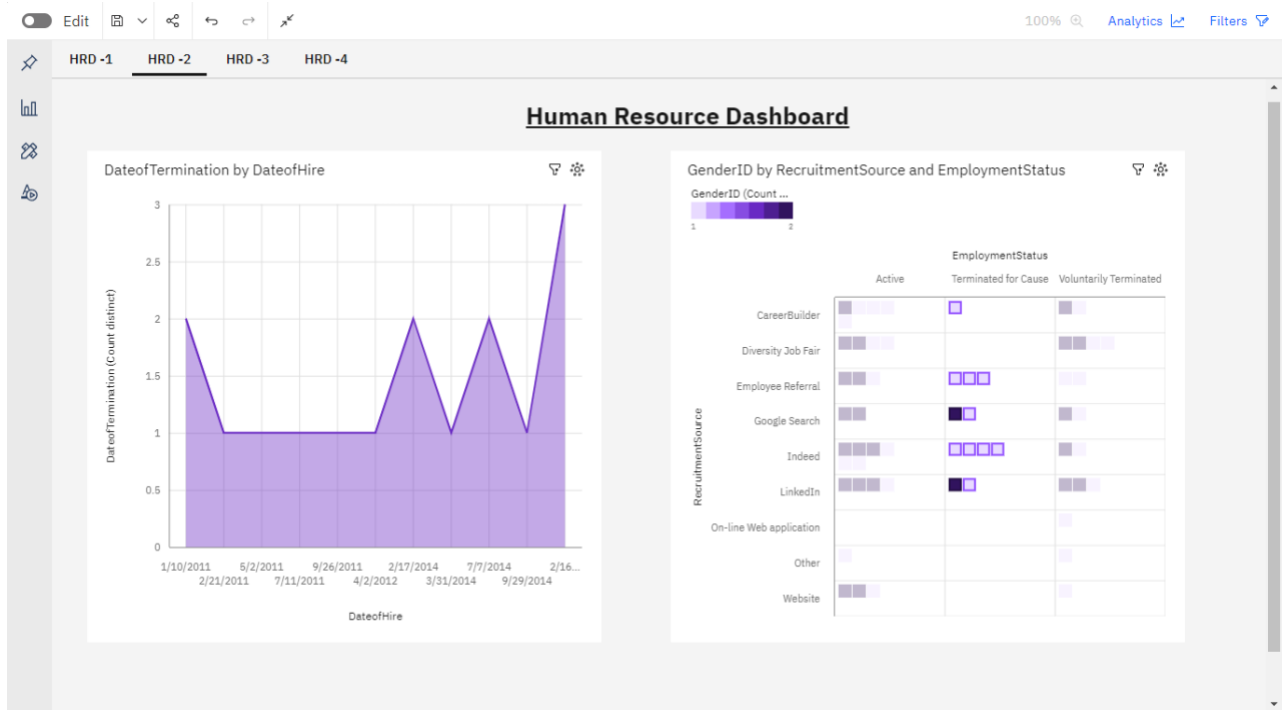 Edit
100%
Analytics
Filters
HRD -1 HRD -2 HRD -3 HRD -4
Human Resource Dashboard
DateofTermination by DateofHire
3
2.5
2
1.5
1
0.5
0
DateofTermination (Count distinct)
1/10/2011 5/2/2011 9/26/2011 2/17/2014 7/7/2014 2/16...
2/21/2011 7/11/2011 4/2/2012 3/31/2014 9/29/2014
DateofHire
GenderID by RecruitmentSource and EmploymentStatus
GenderID (Count ...
1 2
EmploymentStatus
Active Terminated for Cause Voluntarily Terminated
RecruitmentSource
CareerBuilder
Diversity Job Fair
Employee Referral
Google Search
Indeed
LinkedIn
On-line Web application
Other
Website